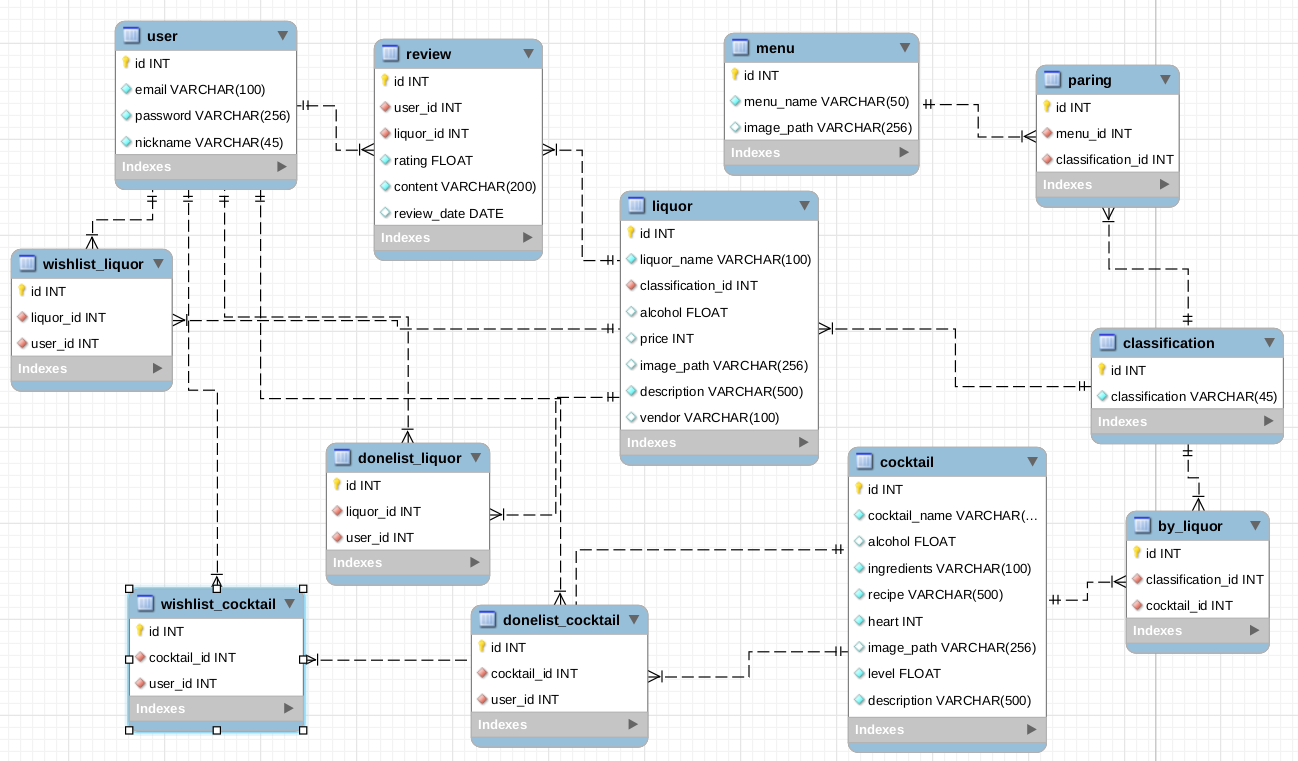 user
id INT
email VARCHAR(100)
password VARCHAR(256)
nickname VARCHAR(45)
Indexes
review
id INT
user_id INT
liquor_id INT
rating FLOAT
content VARCHAR(200)
review_date DATE
Indexes
menu
id INT
menu_name VARCHAR(50)
image_path VARCHAR(256)
Indexes
paring
id INT
menu_id INT
classification_id INT
Indexes
wishlist_liquor
id INT
liquor_id INT
user_id INT
Indexes
liquor
id INT
liquor_name VARCHAR(100)
classification_id INT
alcohol FLOAT
price INT
image_path VARCHAR(256)
description VARCHAR(500)
vendor VARCHAR(100)
Indexes
classification
id INT
classification VARCHAR(45)
Indexes
donelist_liquor
id INT
liquor_id INT
user_id INT
Indexes
cocktail
id INT
cocktail_name VARCHAR(...
alcohol FLOAT
ingredients VARCHAR(100)
recipe VARCHAR(500)
heart INT
image_path VARCHAR(256)
level FLOAT
description VARCHAR(500)
Indexes
by_liquor
id INT
classification_id INT
cocktail_id INT
Indexes
wishlist_cocktail
id INT
cocktail_id INT
user_id INT
Indexes
donelist_cocktail
id INT
cocktail_id INT
user_id INT
Indexes